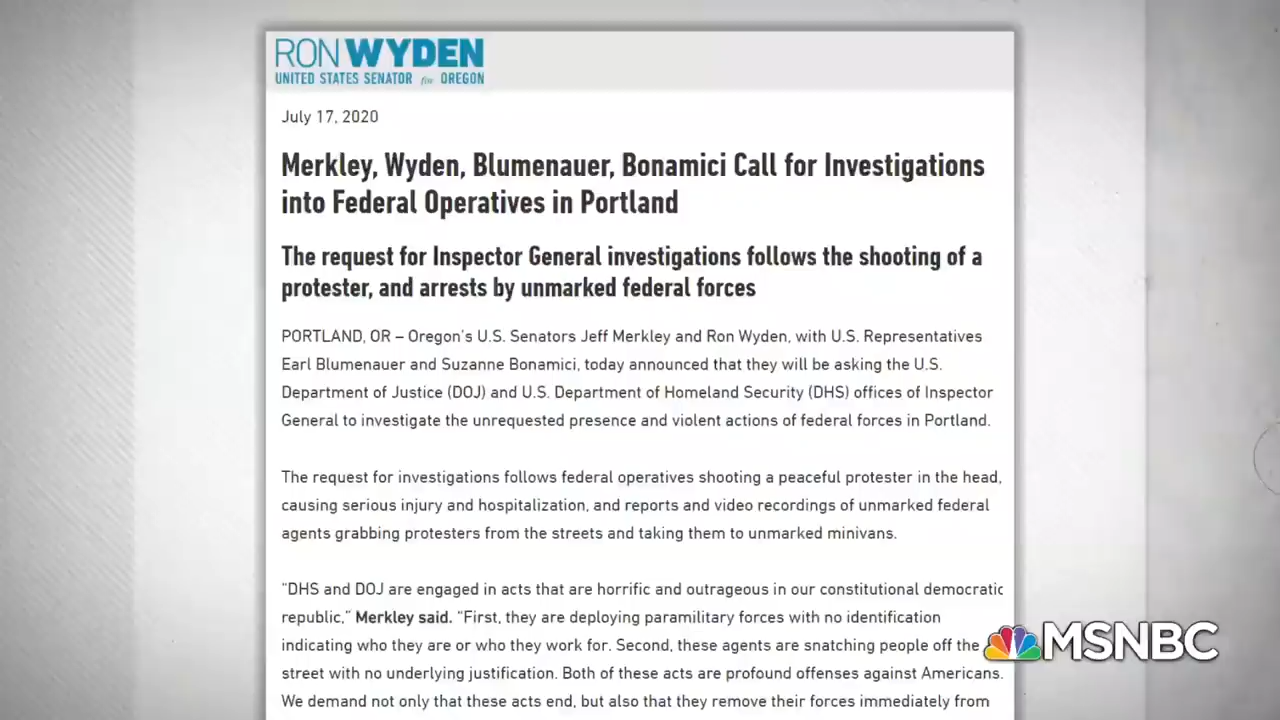 RON WYDEN
UNITED STATES SENATOR for OREGON
July 17, 2020
Merkley, Wyden, Blumenauer, Bonamici Call for Investigations
into Federal Operatives in Portland
The request for Inspector General investigations follows the shooting of a
protester, and arrests by unmarked federal forces
PORTLAND, OR – Oregon's U.S. Senators Jeff Merkley and Ron Wyden, with U.S. Representatives
Earl Blumenauer and Suzanne Bonamici, today announced that they will be asking the U.S.
Department of Justice (DOJ) and U.S. Department of Homeland Security (DHS) offices of Inspector
General to investigate the unrequested presence and violent actions of federal forces in Portland.
The request for investigations follows federal operatives shooting a peaceful protester in the head,
causing serious injury and hospitalization, and reports and video recordings of unmarked federal
agents grabbing protesters from the streets and taking them to unmarked minivans.
“DHS and DOJ are engaged in acts that are horrific and outrageous in our constitutional democratic
republic,” Merkley said. “First, they are deploying paramilitary forces with no identification
indicating who they are or who they work for. Second, these agents are snatching people off the
street with no underlying justification. Both of these acts are profound offenses against Americans.
We demand not only that these acts end, but also that they remove their forces immediately from
MSNBC